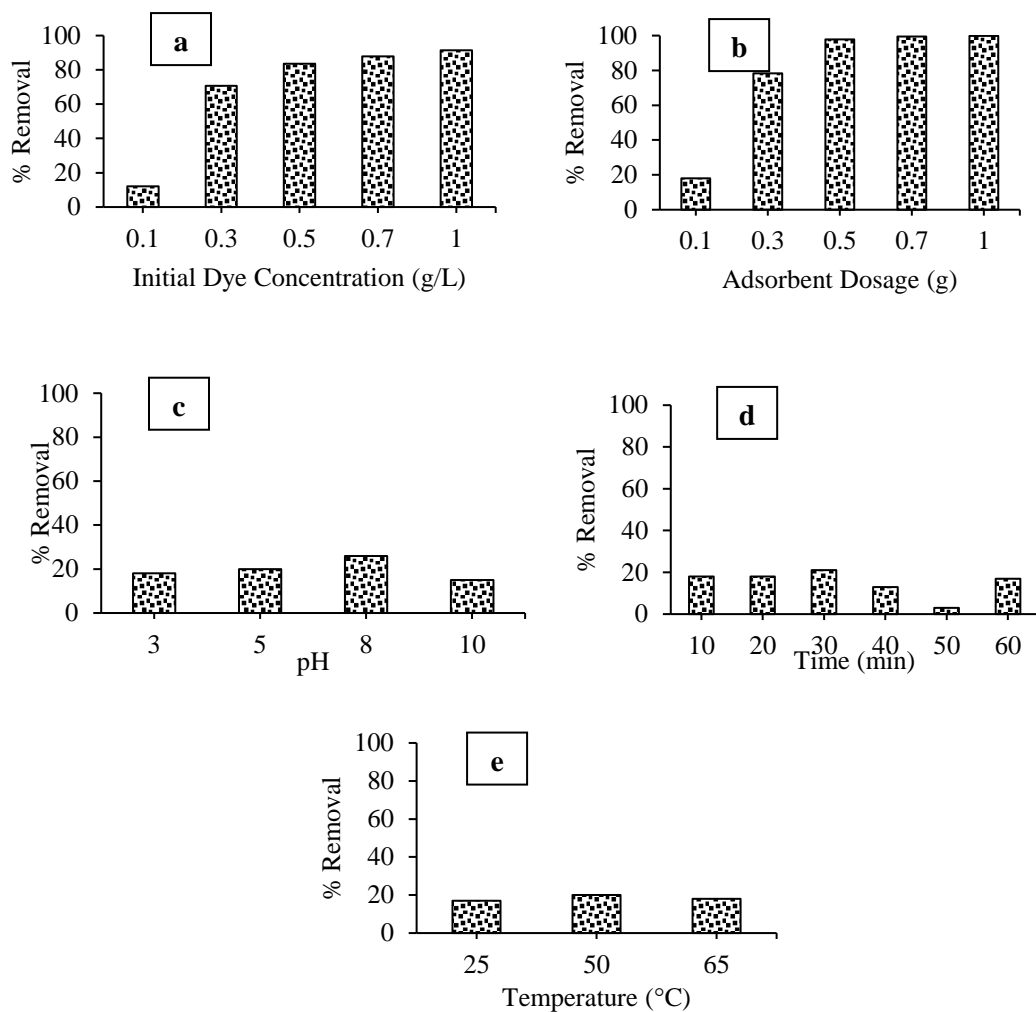 a
% Removal
100
80
60
40
20
0
0.1 0.3 0.5 0.7 1
Initial Dye Concentration (g/L)
b
% Removal
100
80
60
40
20
0
0.1 0.3 0.5 0.7 1
Adsorbent Dosage (g)
c
% Removal
100
80
60
40
20
0
3 5 8 10
pH
d
% Removal
100
80
60
40
20
0
10 20 30 40 50 60
Time (min)
e
% Removal
100
80
60
40
20
0
25 50 65
Temperature (°C)